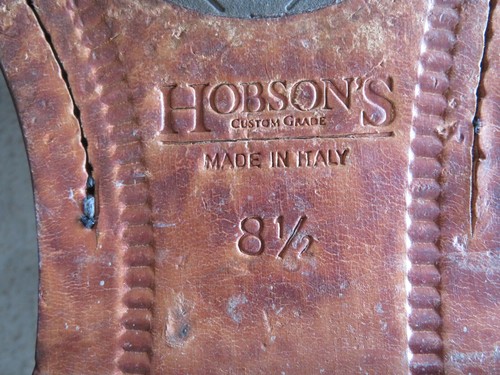 HOBSON'S
CUSTOM GRADE
MADE IN ITALY
8½